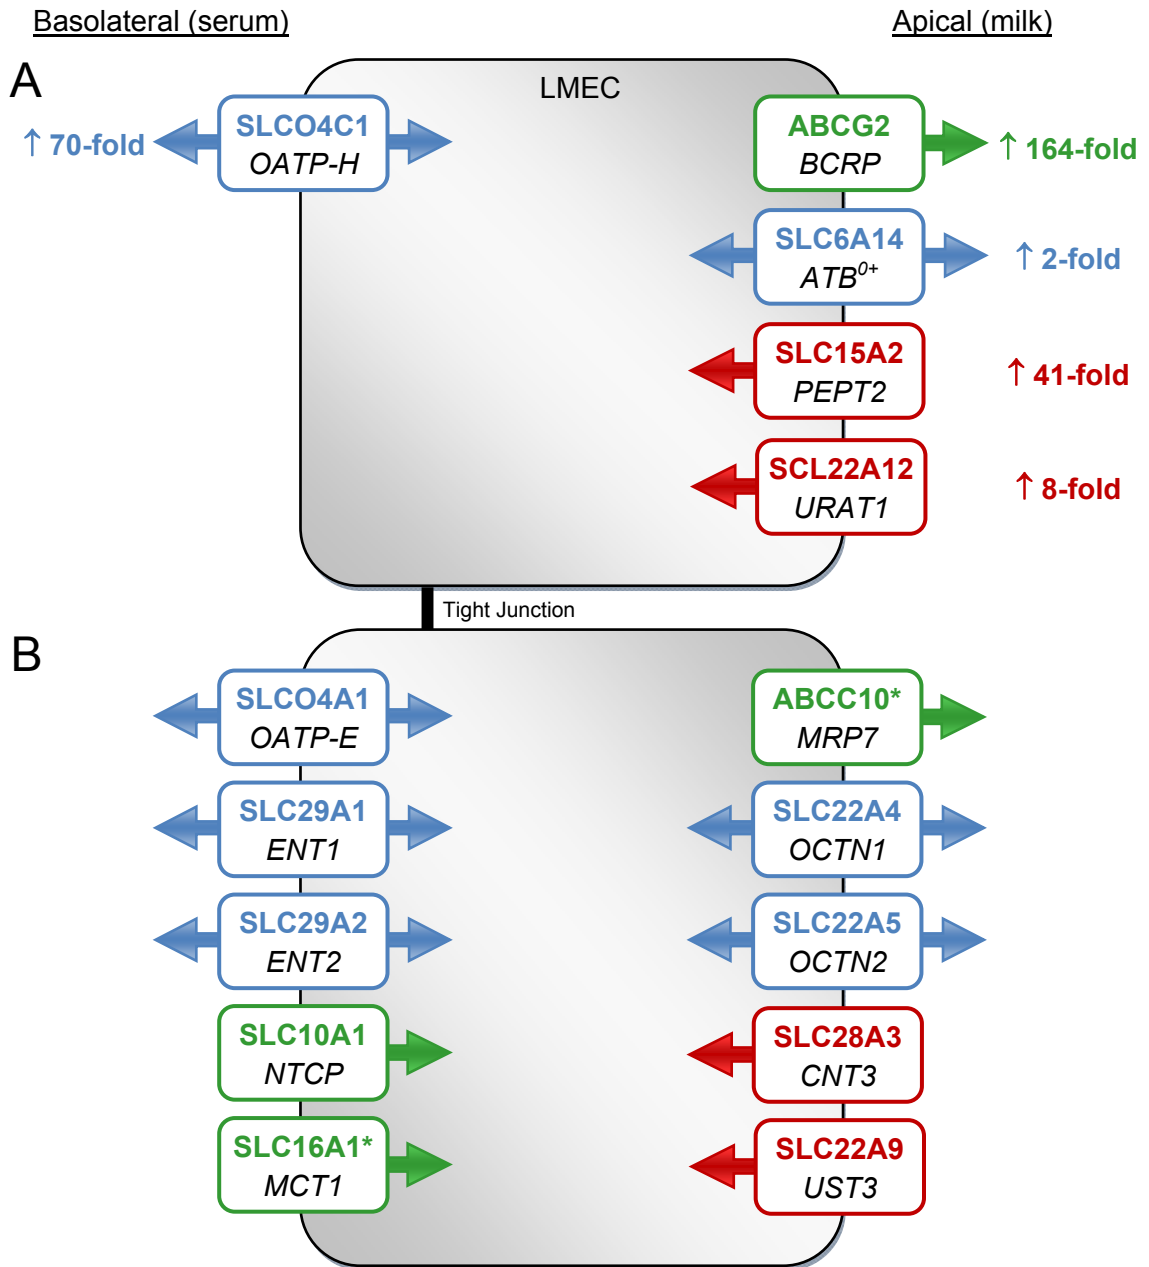 Basolateral (serum)
Apical (milk)
A
LMEC
SLCO4C1
OATP-H
↑ 70-fold
ABCG2
BCRP
↑ 164-fold
SLC6A14
ATB0+
↑ 2-fold
SLC15A2
PEPT2
↑ 41-fold
SCL22A12
URAT1
↑ 8-fold
Tight Junction
B
SLCO4A1
OATP-E
ABCC10*
MRP7
SLC29A1
ENT1
SLC22A4
OCTN1
SLC29A2
ENT2
SLC22A5
OCTN2
SLC10A1
NTCP
SLC28A3
CNT3
SLC16A1*
MCT1
SLC22A9
UST3